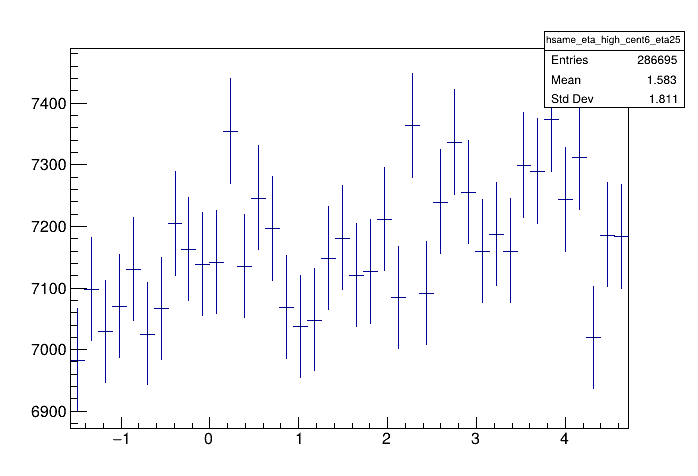 hsame_eta_high_cent6_eta25
Entries 286695
Mean 1.583
Std Dev 1.811
7400
7300
7200
7100
7000
6900
−1 0 1 2 3 4